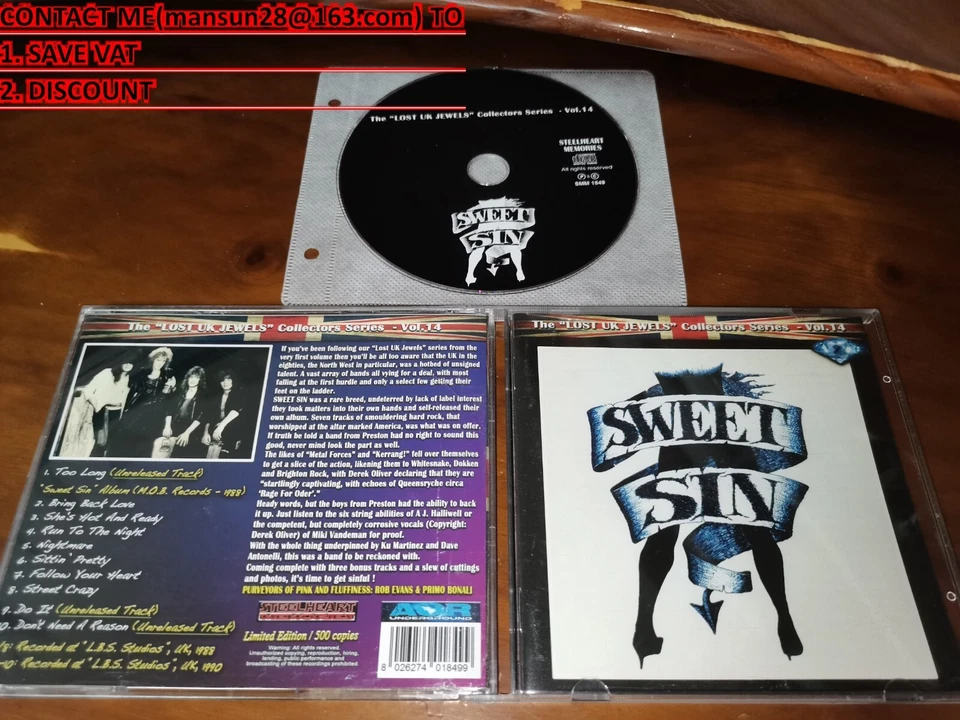 CONTACT ME(mansun28@163.com) TO
1. SAVE VAT
2. DISCOUNT
The "LOST UK JEWELS" Collectors Series - Vol.14
STEELHEART
MEMORIES
All rights reserved
SMM 1849
SWEET
SIN
The "LOST UK JEWELS" Collectors Series - Vol.14
If you've been following our "Lost UK Jewels" series from the
very first volume then you'll be all too aware that the UK in the
eighties, the North West in particular, was a hotbed of unsigned
talent. A vast array of bands all vying for a deal, with most
falling at the first hurdle and only a select few getting their
feet on the ladder.
SWEET SIN was a rare breed, undeterred by lack of label interest
they took matters into their own hands and self-released their
own album. Seven tracks of smouldering hard rock, that
worshipped at the altar marked America, was what was on offer.
If truth be told a band from Preston had no right to sound this
good, never mind look the part as well.
The likes of "Metal Forces" and "Kerrang!" fell over themselves
to get a slice of the action, likening them to Whitesnake, Dokken
and Brighton Rock, with Derek Oliver declaring that they are
"startlingly captivating, with echoes of Queensryche circa
'Rage For Oder'."
Heady words, but the boys from Preston had the ability to back
it up. Just listen to the six string abilities of A J. Halliwell or
the competent, but completely corrosive vocals (Copyright:
Derek Oliver) of Miki Vandeman for proof.
With the whole thing underpinned by Ku Martinez and Dave
Antonelli, this was a band to be reckoned with.
Coming complete with three bonus tracks and a slew of cuttings
and photos, it's time to get sinful !
PURVEYORS OF PINK AND FLUFFINESS: ROB EVANS & PRIMO BONALI
1. Too Long (Unreleased Track)
"Sweet Sin" Album (M.O.B. Records - 1988)
2. Bring Back Love
3. She's Hot And Ready
4. Run To The Night
5. Nightmare
6. Sittin' Pretty
7. Follow Your Heart
8. Street Crazy
9. Do It (Unreleased Track)
10. Don't Need A Reason (Unreleased Track)
8: Recorded at "L.B.S. Studios", UK, 1988
10: Recorded at "L.B.S. Studios", UK, 1990
STEELHEART
AOR
UNDERGROUND
Limited Edition / 500 copies
Warning: All rights reserved.
Unauthorized copying, reproduction, hiring,
lending, public performance and
broadcasting of these recordings prohibited.
8 026274 018499
The "LOST UK JEWELS" Collectors Series - Vol.14
SWEET
SIN